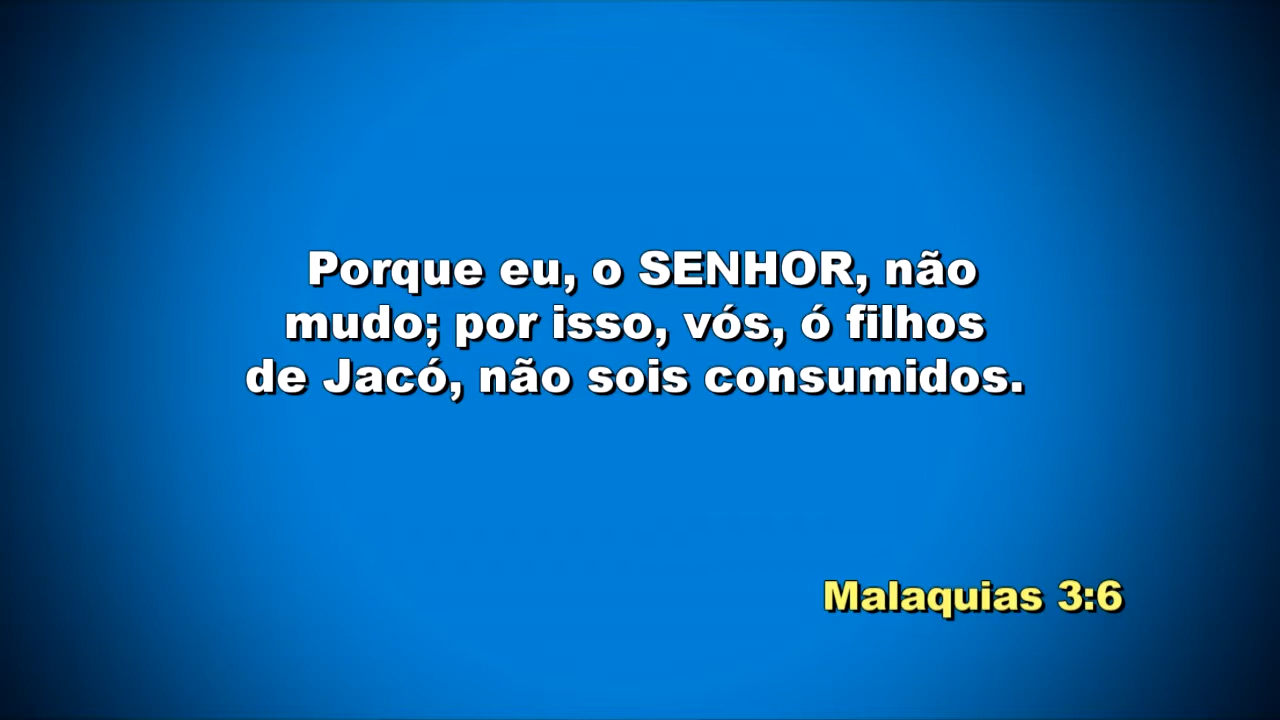 Porque eu, o SENHOR, não
mudo; por isso, vós, ó filhos
de Jacó, não sois consumidos.
Malaquias 3:6